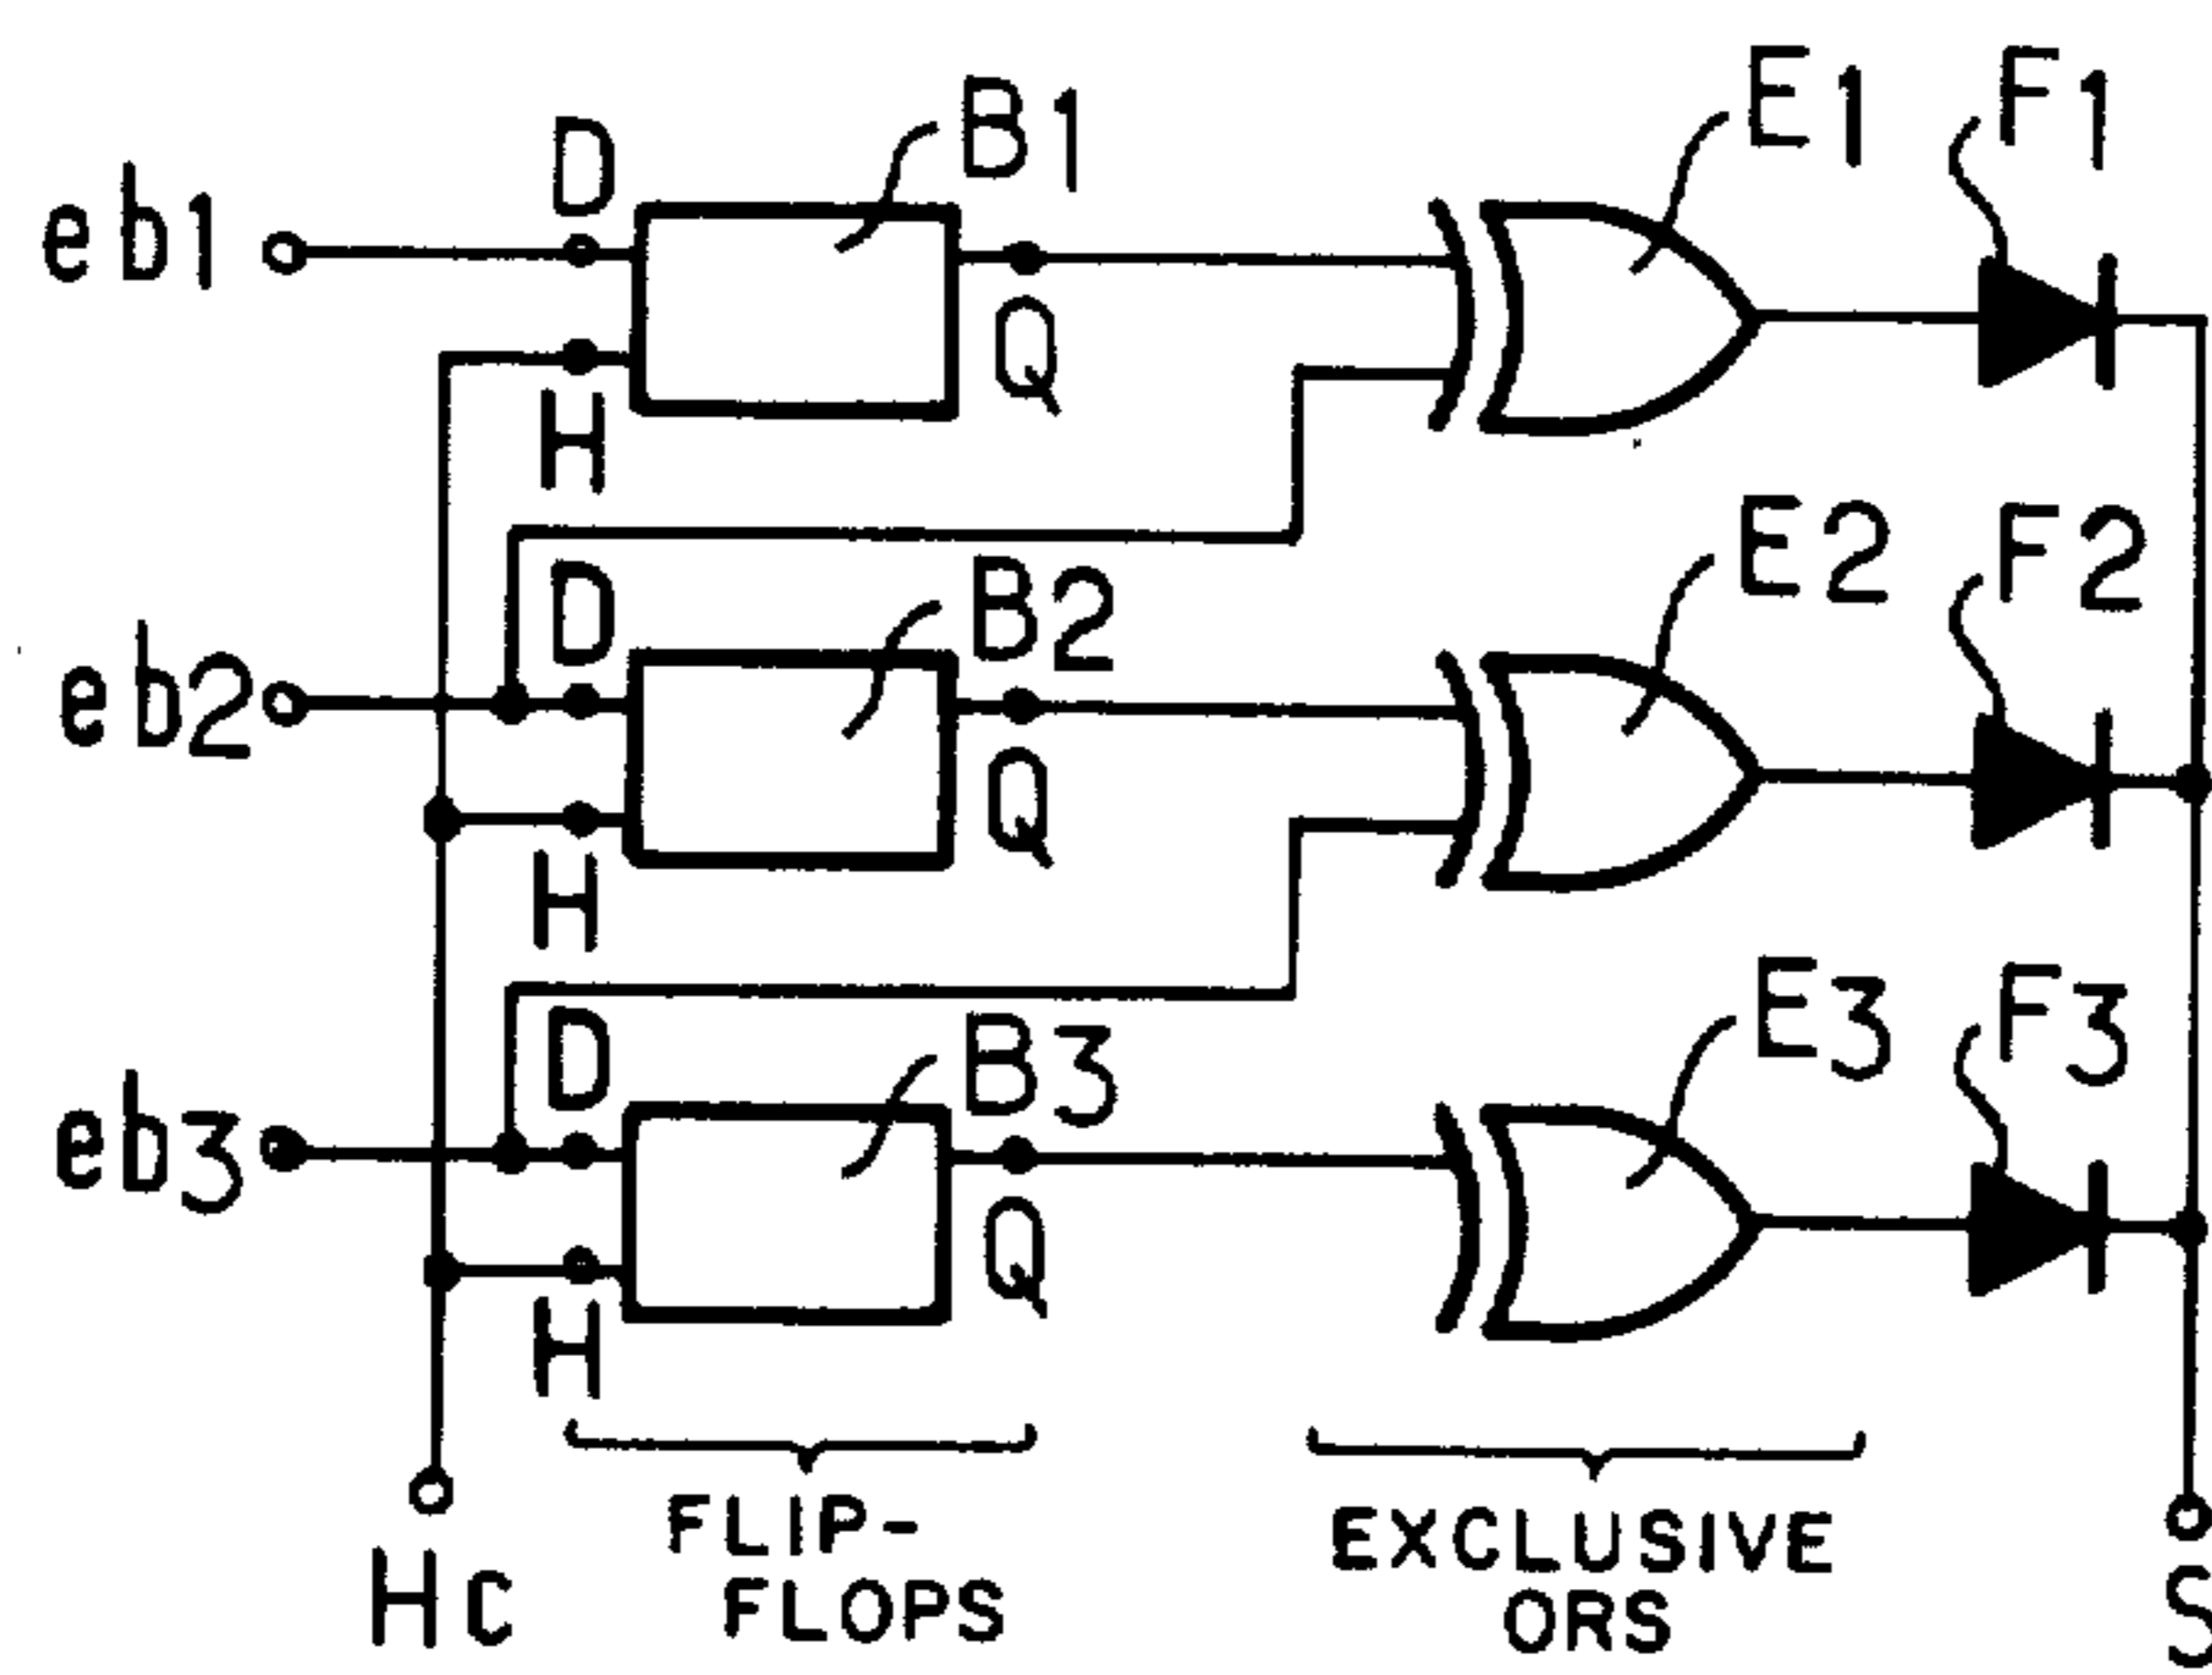 eb1
D
B1
E1
F1
H
Q
eb2
D
B2
E2
F2
H
Q
eb3
D
B3
E3
F3
H
Q
FLIP-
FLOPS
EXCLUSIVE
ORS
Hc
S